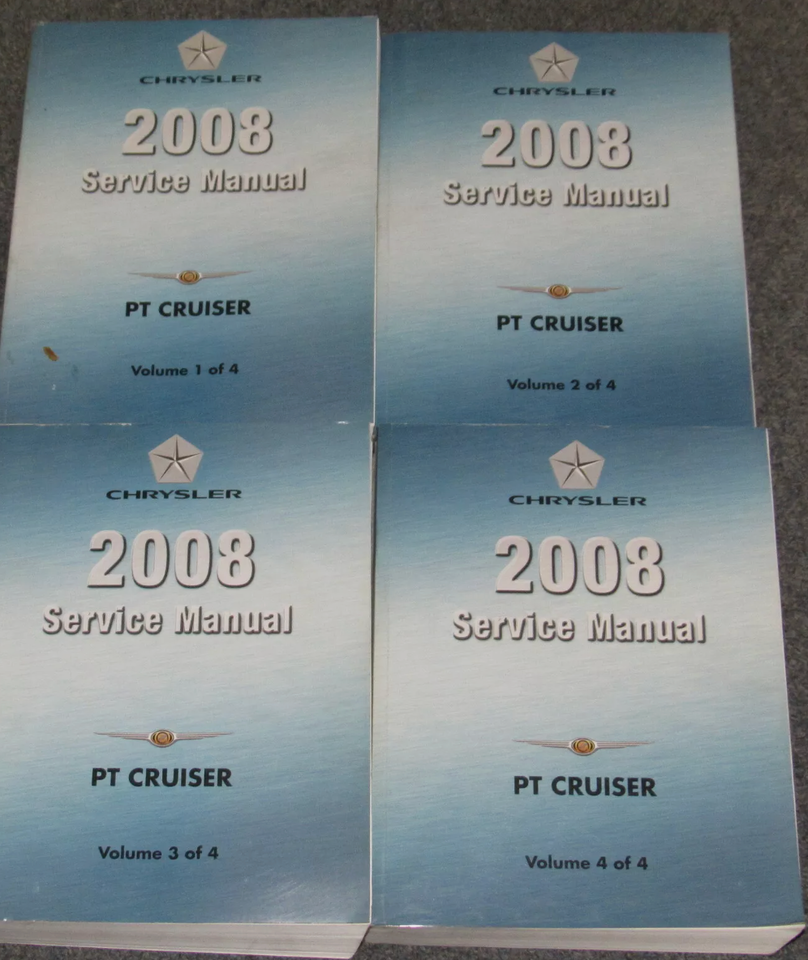 CHRYSLER
2008
Service Manual
PT CRUISER
Volume 1 of 4
CHRYSLER
2008
Service Manual
PT CRUISER
Volume 2 of 4
CHRYSLER
2008
Service Manual
PT CRUISER
Volume 3 of 4
CHRYSLER
2008
Service Manual
PT CRUISER
Volume 4 of 4